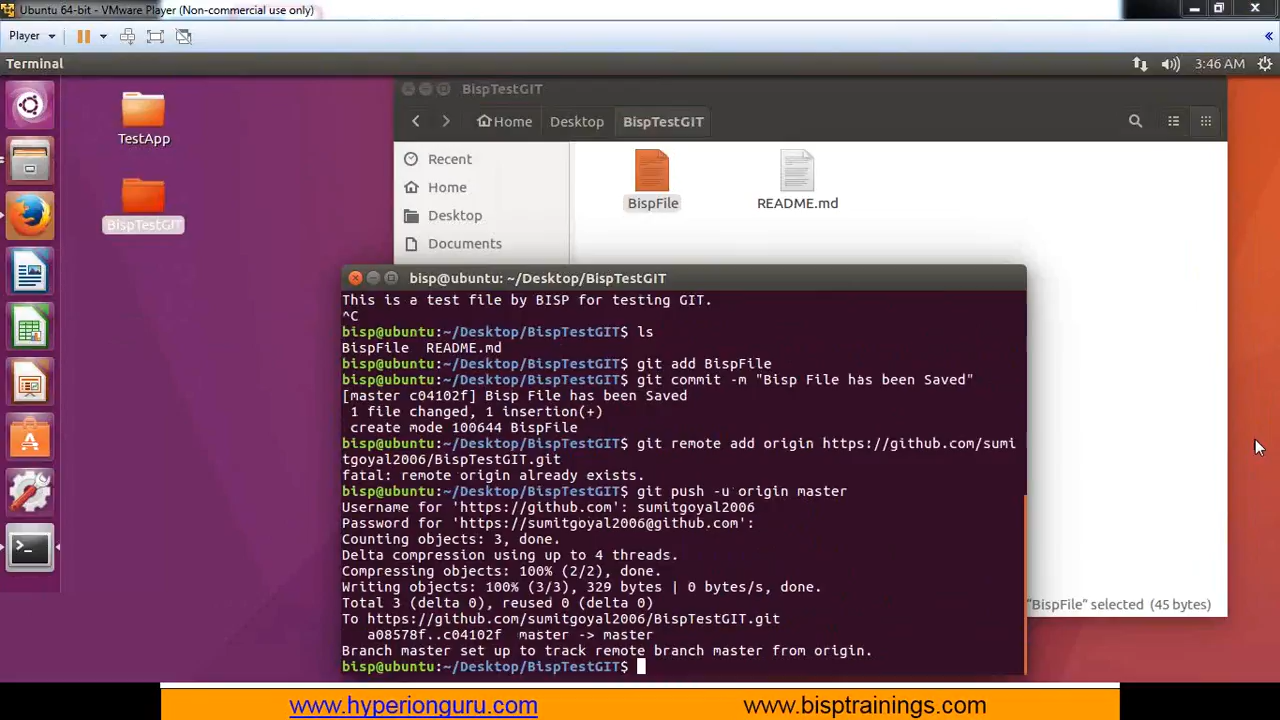 Ubuntu 64-bit - VMware Player (Non-commercial use only)
Player
Terminal
3:46 AM
TestApp
BispTestGIT
BispTestGIT
Home
Desktop
BispTestGIT
Recent
Home
Desktop
Documents
BispFile
README.md
"BispFile" selected (45 bytes)
bisp@ubuntu: ~/Desktop/BispTestGIT
This is a test file by BISP for testing GIT.
^C
bisp@ubuntu:~/Desktop/BispTestGIT$ ls
BispFile  README.md
bisp@ubuntu:~/Desktop/BispTestGIT$ git add BispFile
bisp@ubuntu:~/Desktop/BispTestGIT$ git commit -m "Bisp File has been Saved"
[master c04102f] Bisp File has been Saved
 1 file changed, 1 insertion(+)
 create mode 100644 BispFile
bisp@ubuntu:~/Desktop/BispTestGIT$ git remote add origin https://github.com/sumi
tgoyal2006/BispTestGIT.git
fatal: remote origin already exists.
bisp@ubuntu:~/Desktop/BispTestGIT$ git push -u origin master
Username for 'https://github.com': sumitgoyal2006
Password for 'https://sumitgoyal2006@github.com':
Counting objects: 3, done.
Delta compression using up to 4 threads.
Compressing objects: 100% (2/2), done.
Writing objects: 100% (3/3), 329 bytes | 0 bytes/s, done.
Total 3 (delta 0), reused 0 (delta 0)
To https://github.com/sumitgoyal2006/BispTestGIT.git
   a08578f..c04102f  master -> master
Branch master set up to track remote branch master from origin.
bisp@ubuntu:~/Desktop/BispTestGIT$
www.hyperionguru.com
www.bisptrainings.com